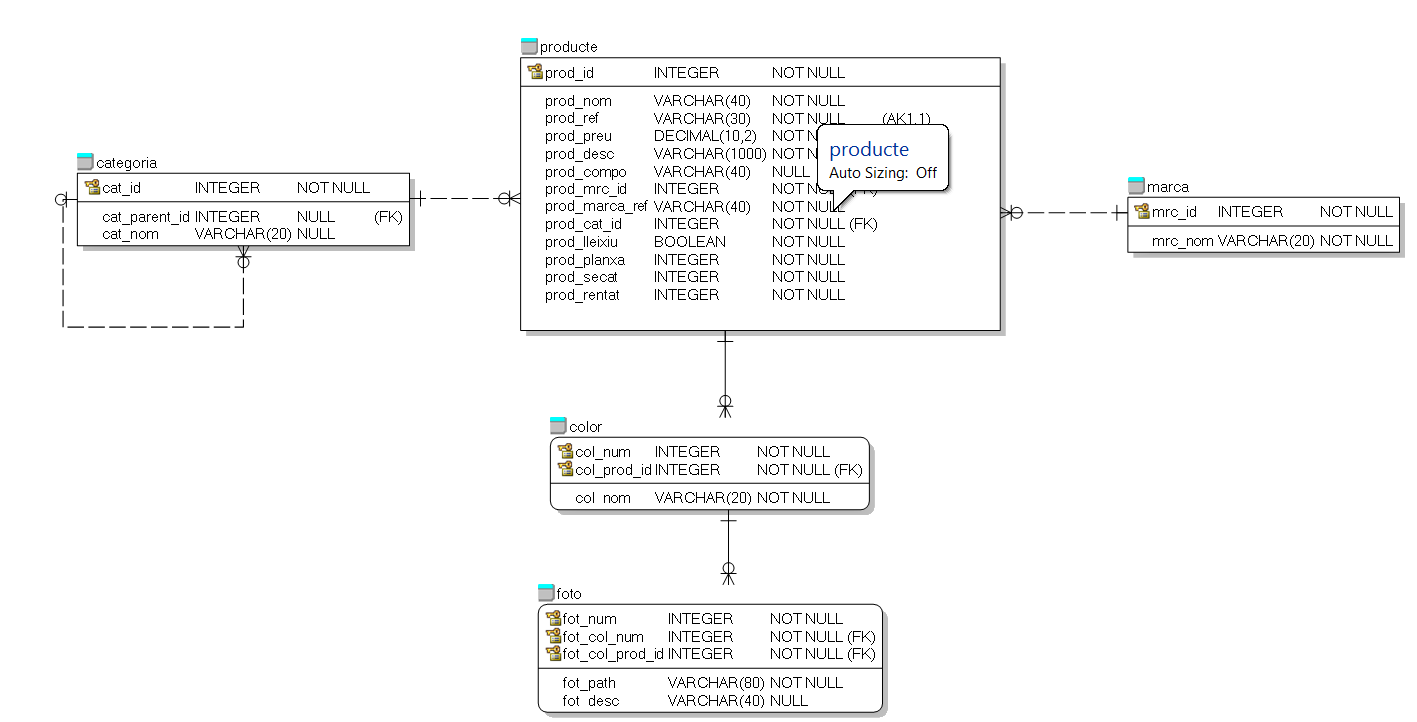 producte
prod_id INTEGER NOT NULL
prod_nom VARCHAR(40) NOT NULL
prod_ref VARCHAR(30) NOT NULL (AK1,1)
prod_preu DECIMAL(10,2) NOT N
prod_desc VARCHAR(1000) NOT N
prod_compo VARCHAR(40) NULL
prod_mrc_id INTEGER NOT NULL (FK)
prod_marca_ref VARCHAR(40) NOT NULL
prod_cat_id INTEGER NOT NULL (FK)
prod_lleixiu BOOLEAN NOT NULL
prod_planxa INTEGER NOT NULL
prod_secat INTEGER NOT NULL
prod_rentat INTEGER NOT NULL
producte
Auto Sizing: Off
categoria
cat_id INTEGER NOT NULL
cat_parent_id INTEGER NULL (FK)
cat_nom VARCHAR(20) NULL
marca
mrc_id INTEGER NOT NULL
mrc_nom VARCHAR(20) NOT NULL
color
col_num INTEGER NOT NULL
col_prod_id INTEGER NOT NULL (FK)
col_nom VARCHAR(20) NOT NULL
foto
fot_num INTEGER NOT NULL
fot_col_num INTEGER NOT NULL (FK)
fot_col_prod_id INTEGER NOT NULL (FK)
fot_path VARCHAR(80) NOT NULL
fot_desc VARCHAR(40) NULL